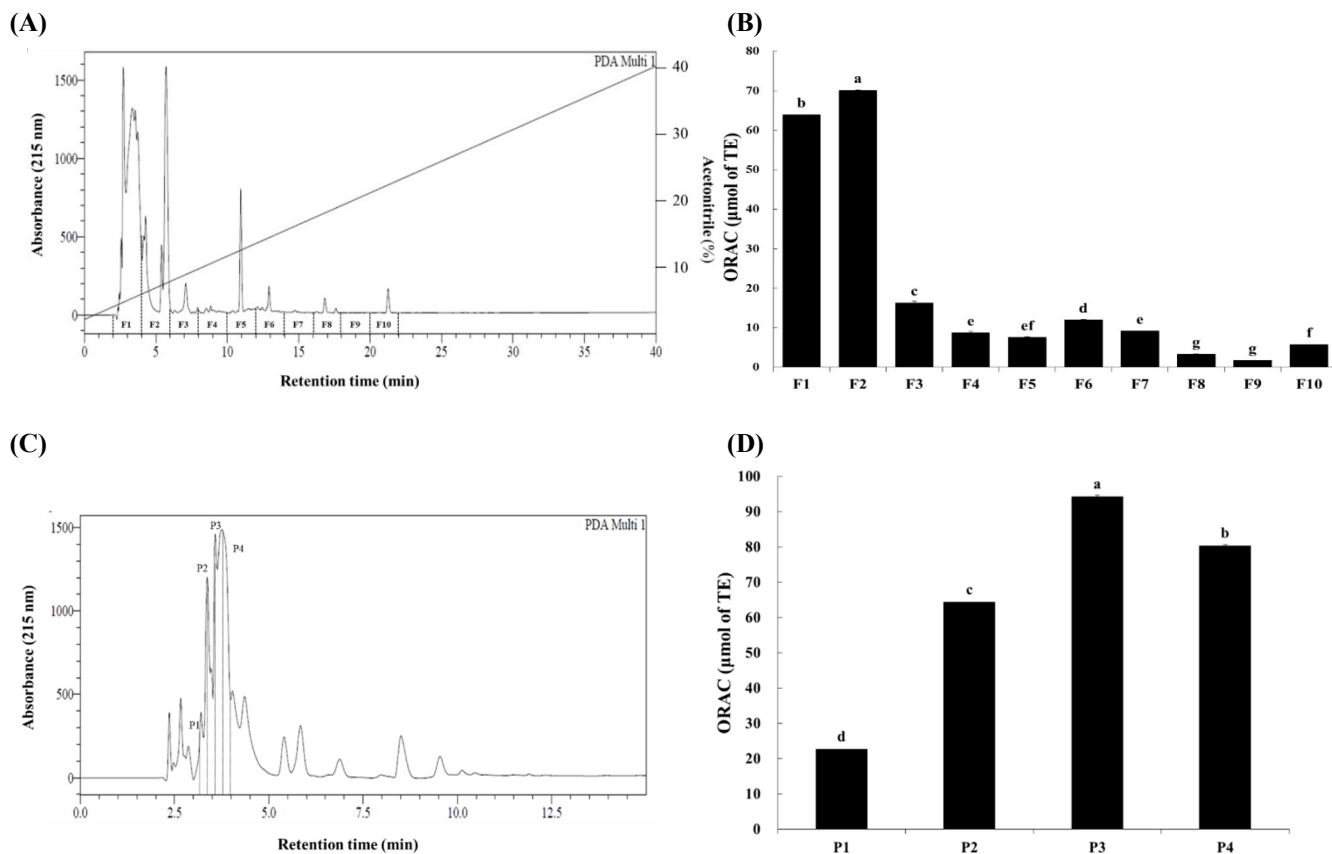 (A)
PDA Multi 1
1500
1000
500
0
40
30
20
10
Absorbance (215 nm)
Acetonitrile (%)
F1 F2 F3 F4 F5 F6 F7 F8 F9 F10
0 5 10 15 20 25 30 35 40
Retention time (min)
(B)
80
70
60
50
40
30
20
10
0
ORAC (µmol of TE)
b a c e ef d e g g f
F1 F2 F3 F4 F5 F6 F7 F8 F9 F10
(C)
PDA Multi 1
1500
1000
500
0
Absorbance (215 nm)
P1
P2
P3
P4
0.0 2.5 5.0 7.5 10.0 12.5
Retention time (min)
(D)
100
90
80
70
60
50
40
30
20
10
0
ORAC (µmol of TE)
d c a b
P1 P2 P3 P4